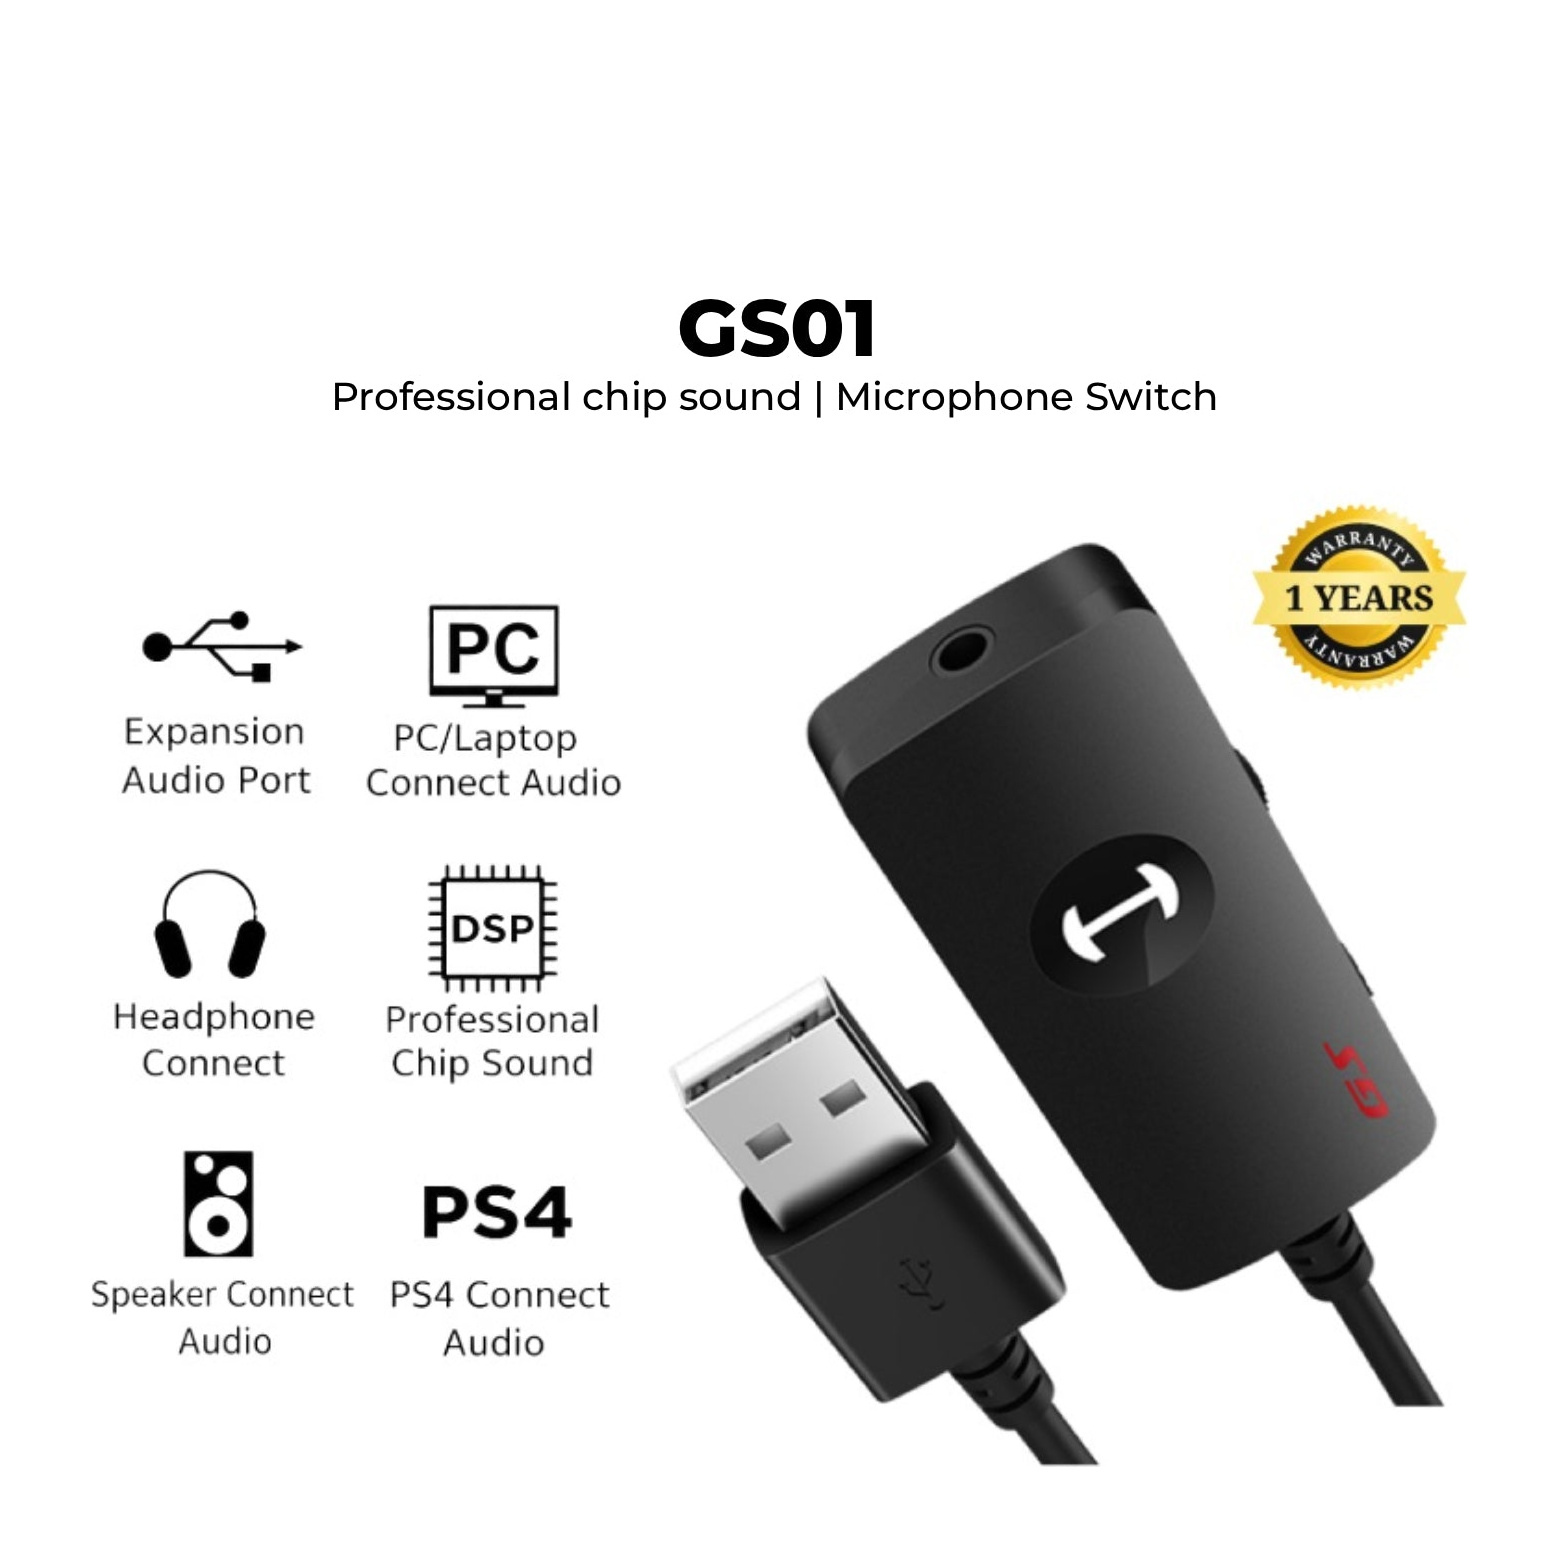 GS01
Professional chip sound | Microphone Switch
WARRANTY
1 YEARS
WARRANTY
PC
Expansion
Audio Port
PC/Laptop
Connect Audio
DSP
Headphone
Connect
Professional
Chip Sound
PS4
Speaker Connect
Audio
PS4 Connect
Audio
GS